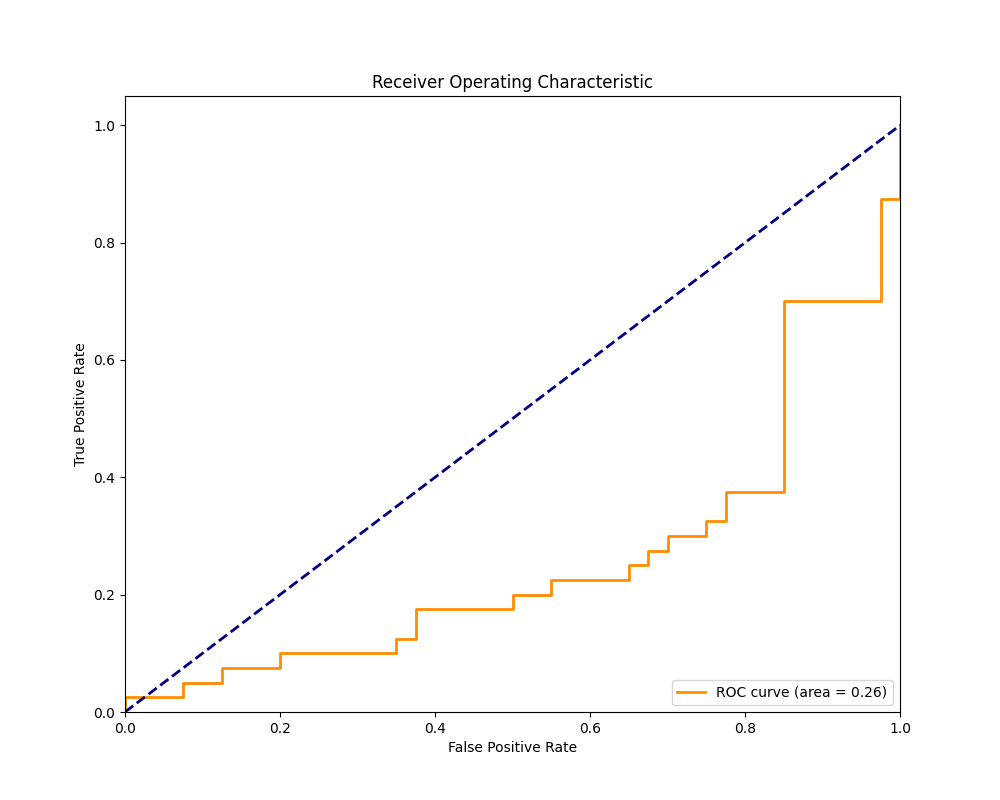 Receiver Operating Characteristic
True Positive Rate
1.0
0.8
0.6
0.4
0.2
0.0
ROC curve (area = 0.26)
0.0 0.2 0.4 0.6 0.8 1.0
False Positive Rate